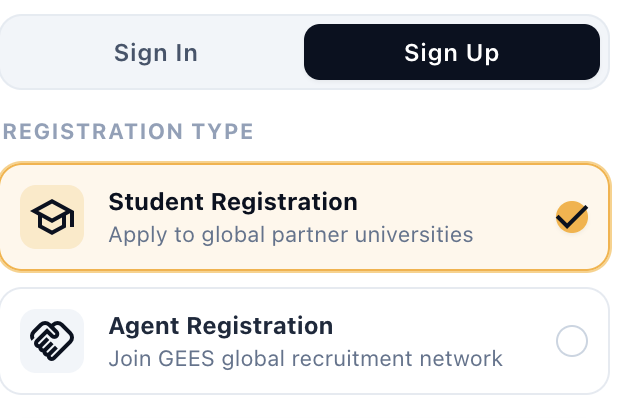 Sign In
Sign Up
REGISTRATION TYPE
Student Registration
Apply to global partner universities
Agent Registration
Join GEES global recruitment network